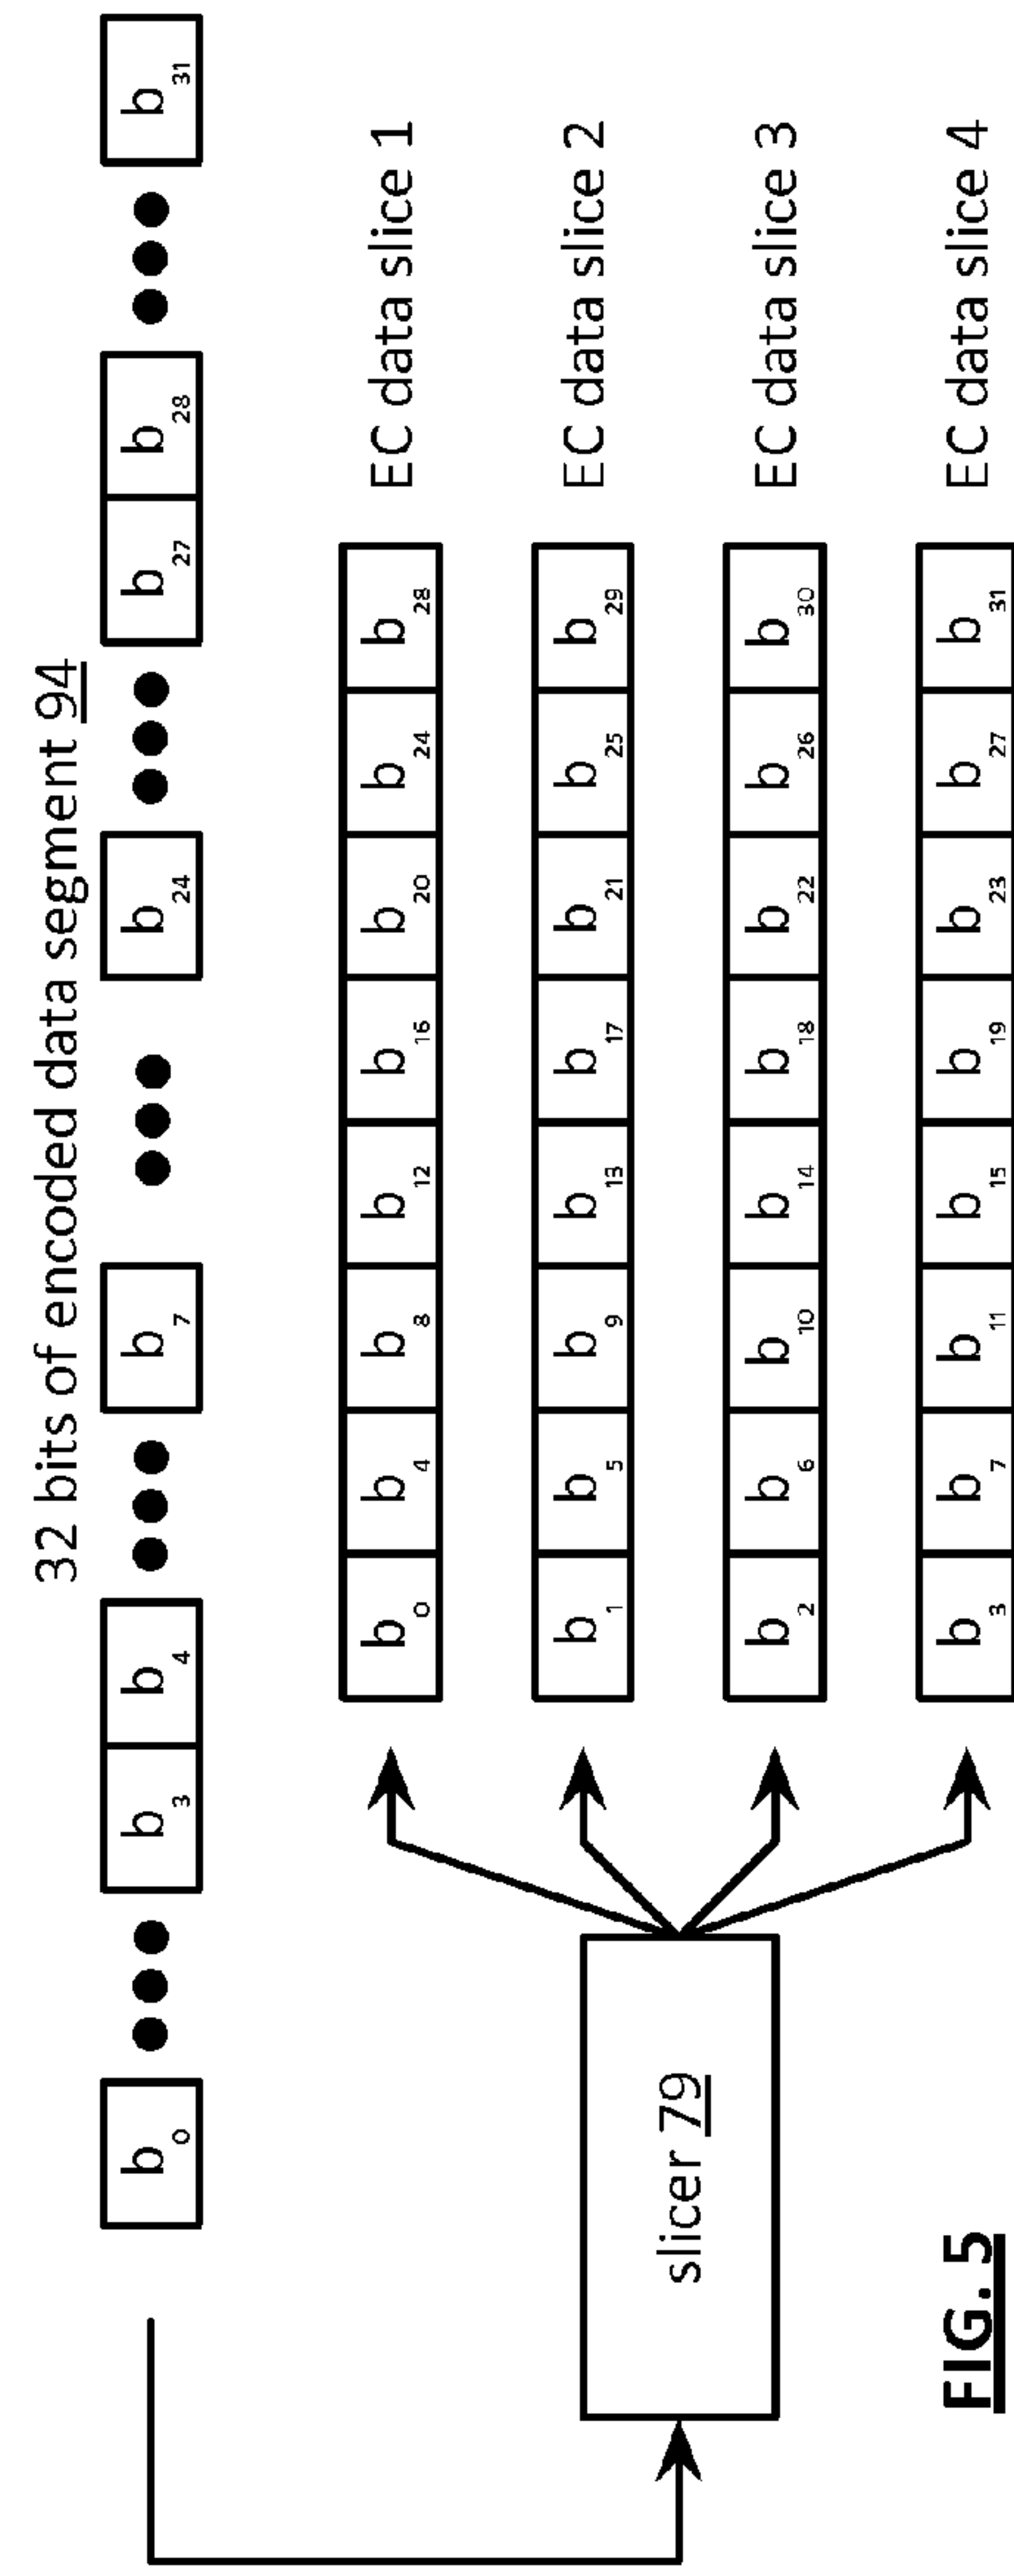 32 bits of encoded data segment 94
b0 ••• b3 b4 ••• b7 ••• b24 ••• b27 b28 ••• b31
b0 b4 b8 b12 b16 b20 b24 b28 EC data slice 1
b1 b5 b9 b13 b17 b21 b25 b29 EC data slice 2
slicer 79
b2 b6 b10 b14 b18 b22 b26 b30 EC data slice 3
b3 b7 b11 b15 b19 b23 b27 b31 EC data slice 4
FIG. 5